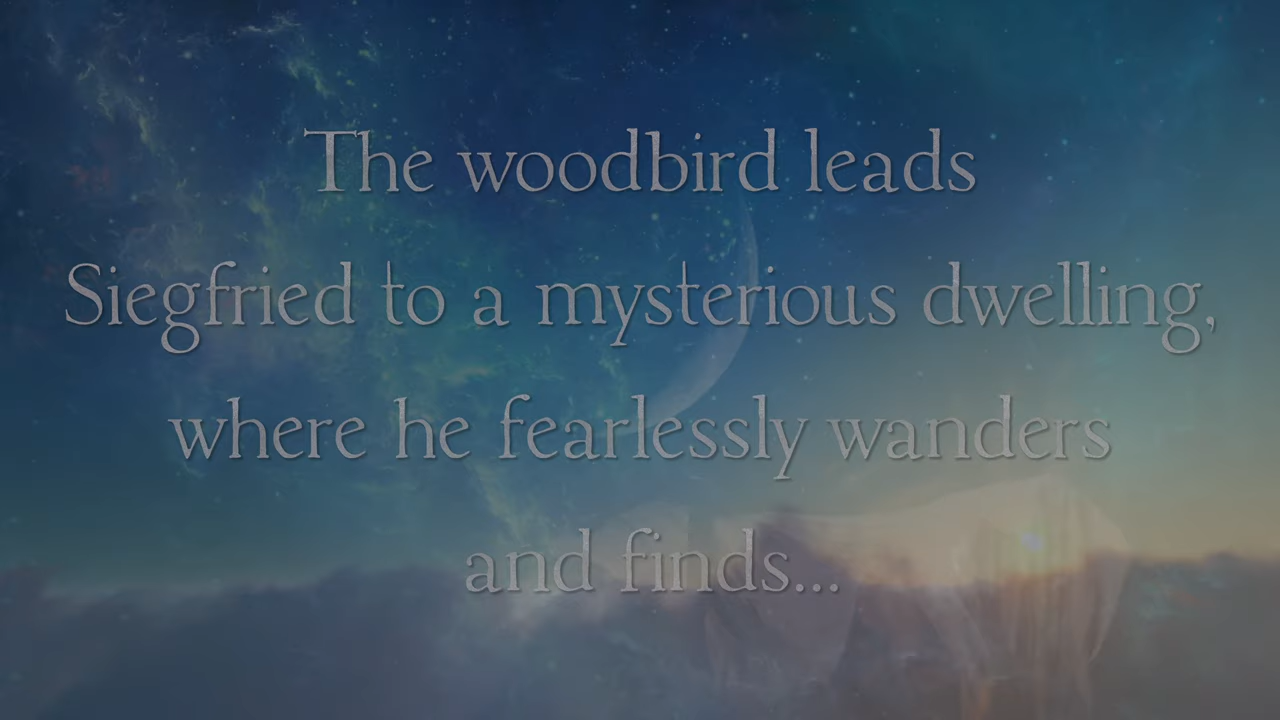 The woodbird leads
Siegfried to a mysterious dwelling,
where he fearlessly wanders
and finds...